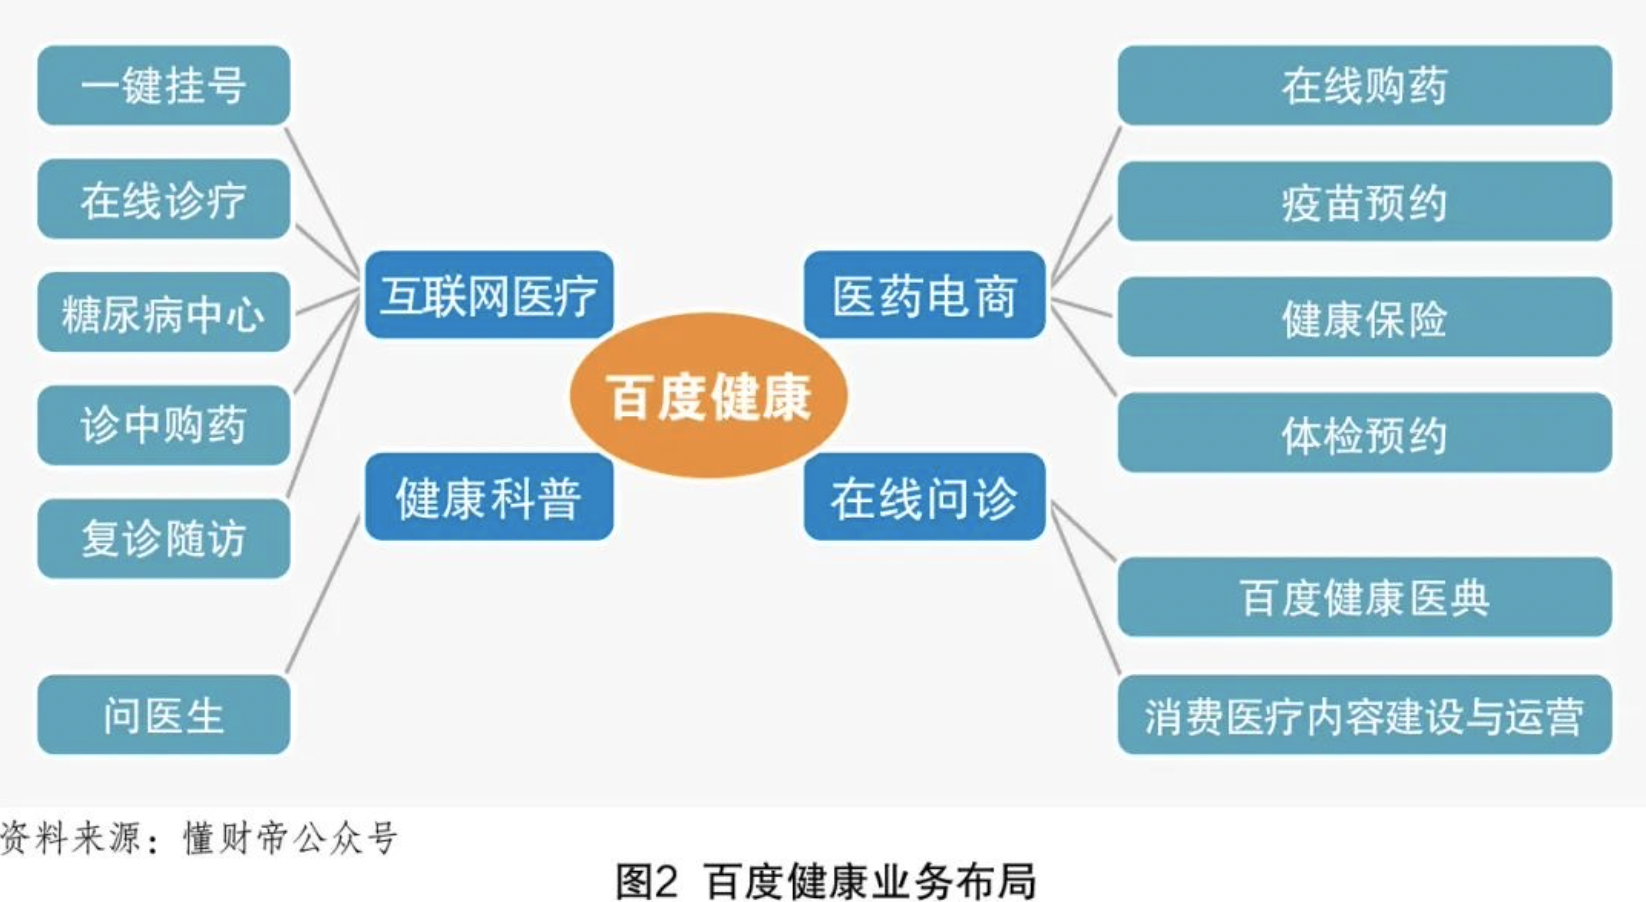 一键挂号
在线诊疗
糖尿病中心
诊中购药
复诊随访
问医生
互联网医疗
健康科普
百度健康
医药电商
在线问诊
在线购药
疫苗预约
健康保险
体检预约
百度健康医典
消费医疗内容建设与运营
资料来源：懂财帝公众号
图2 百度健康业务布局